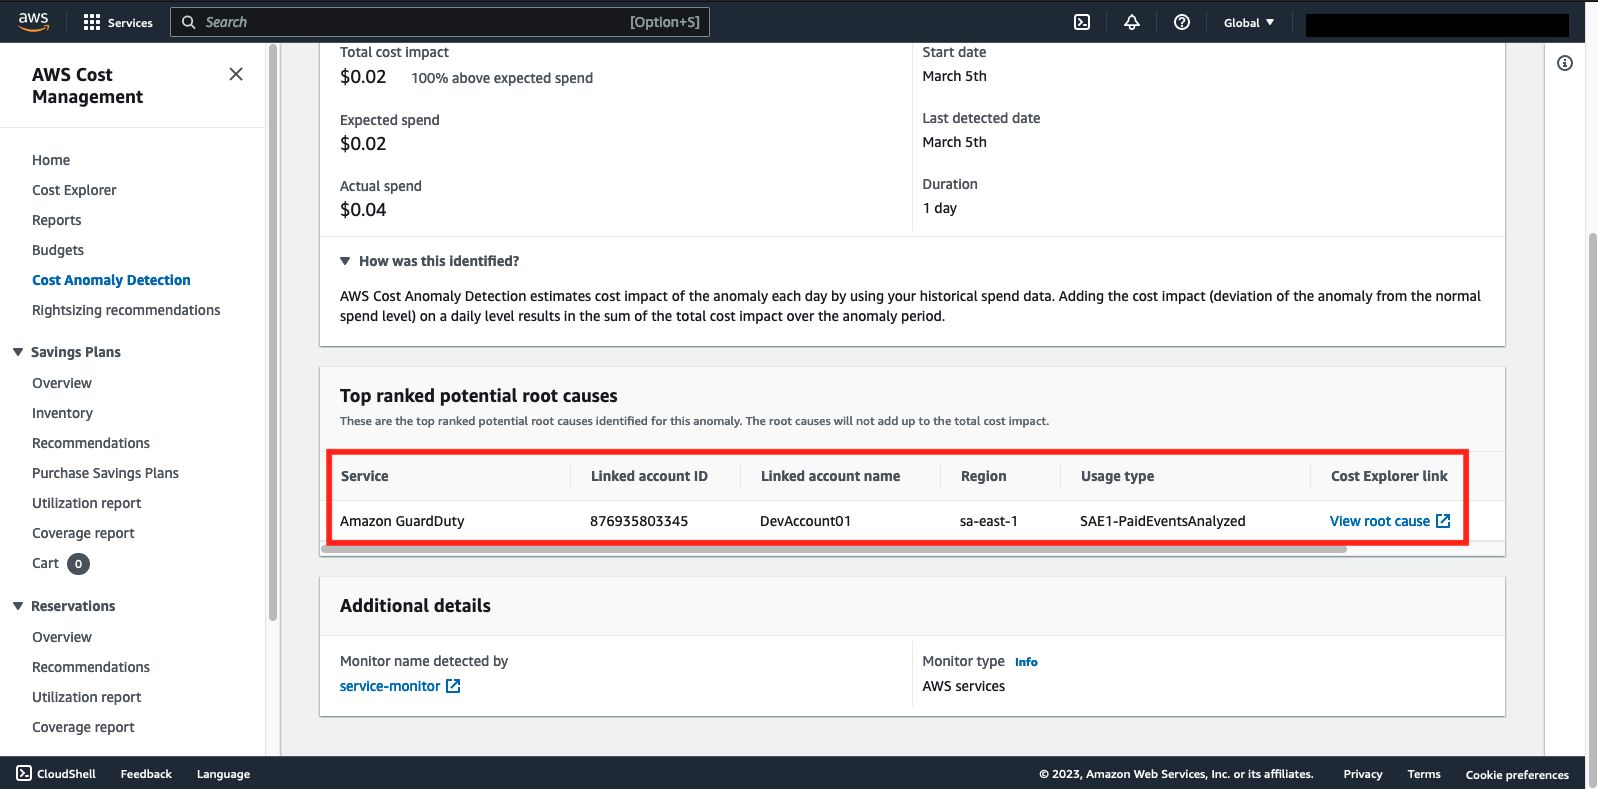 aws
Services
Search
[Option+S]
Global
AWS Cost
Management
Home
Cost Explorer
Reports
Budgets
Cost Anomaly Detection
Rightsizing recommendations
Savings Plans
Overview
Inventory
Recommendations
Purchase Savings Plans
Utilization report
Coverage report
Cart 0
Reservations
Overview
Recommendations
Utilization report
Coverage report
Total cost impact
$0.02 100% above expected spend
Expected spend
$0.02
Actual spend
$0.04
Start date
March 5th
Last detected date
March 5th
Duration
1 day
How was this identified?
AWS Cost Anomaly Detection estimates cost impact of the anomaly each day by using your historical spend data. Adding the cost impact (deviation of the anomaly from the normal
spend level) on a daily level results in the sum of the total cost impact over the anomaly period.
Top ranked potential root causes
These are the top ranked potential root causes identified for this anomaly. The root causes will not add up to the total cost impact.
Service Linked account ID Linked account name Region Usage type Cost Explorer link
Amazon GuardDuty 876935803345 DevAccount01 sa-east-1 SAE1-PaidEventsAnalyzed View root cause
Additional details
Monitor name detected by
service-monitor
Monitor type Info
AWS services
CloudShell Feedback Language
© 2023, Amazon Web Services, Inc. or its affiliates. Privacy Terms Cookie preferences